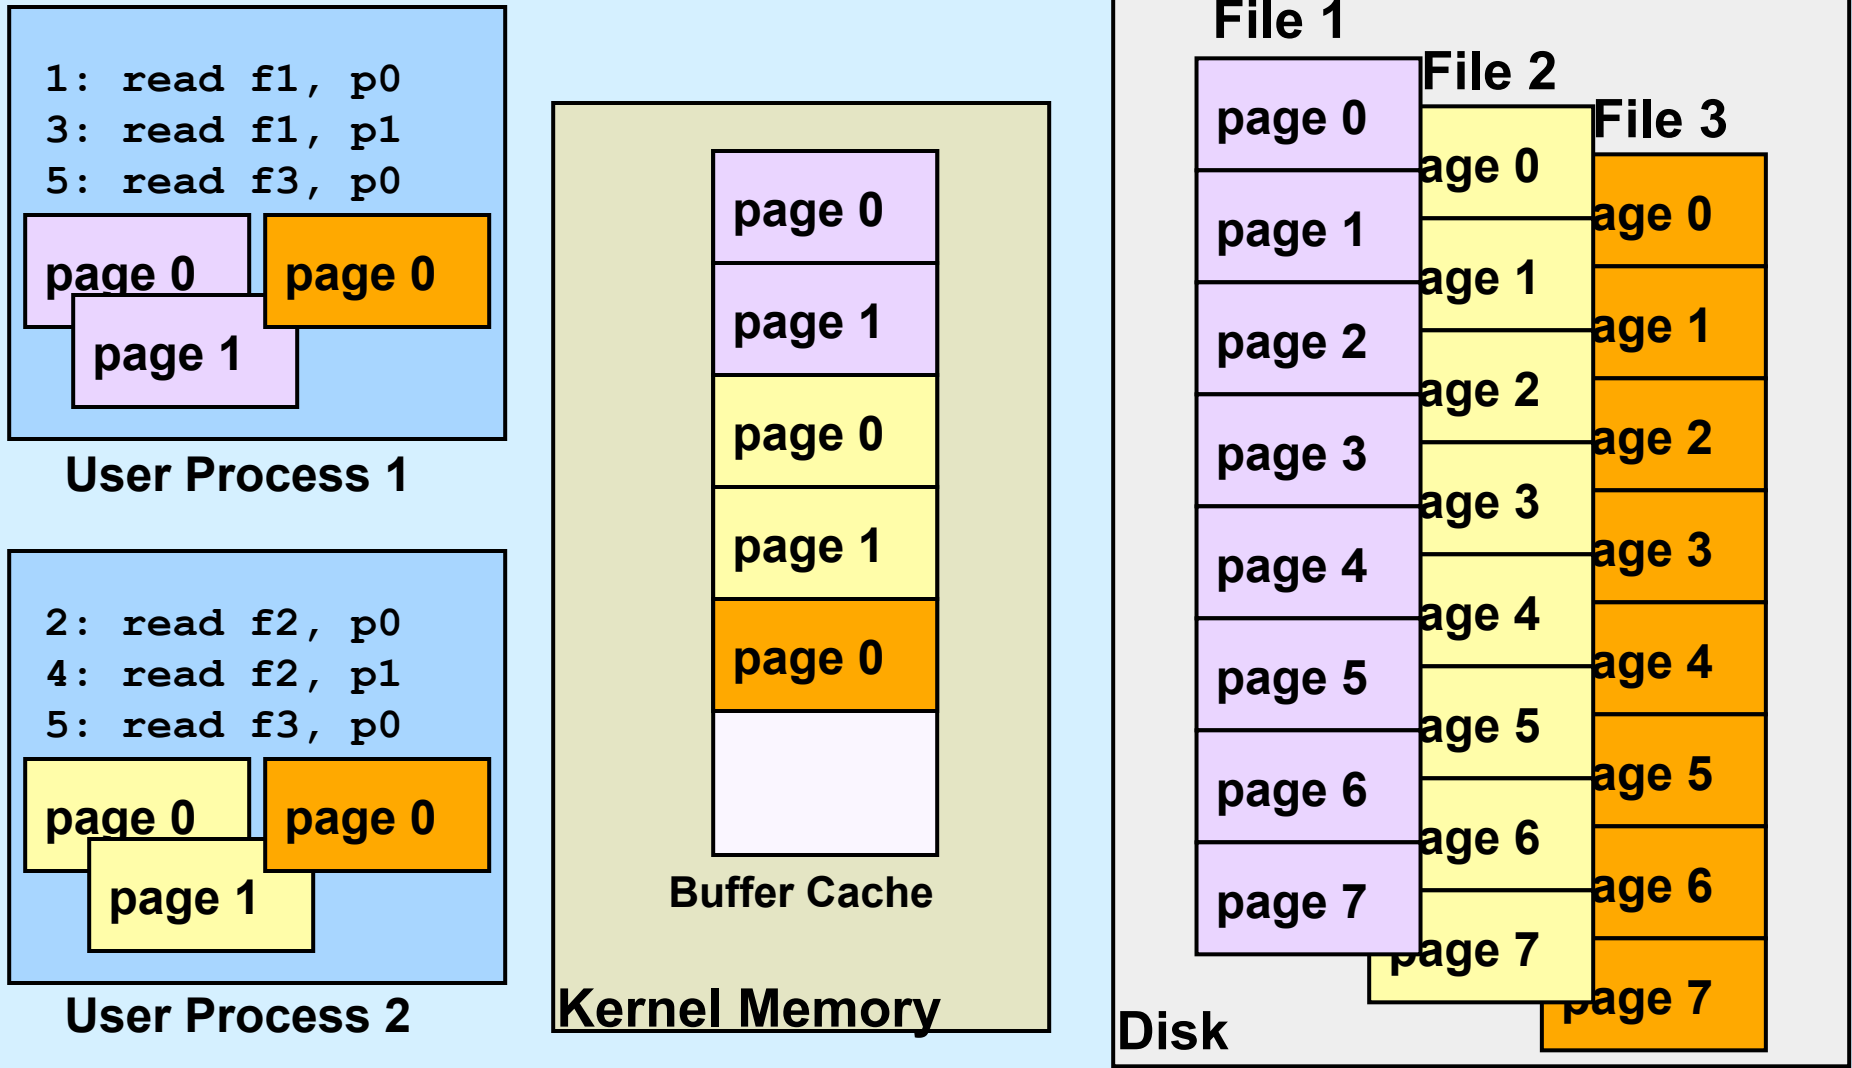 1: read f1, p0
3: read f1, p1
5: read f3, p0
page 0
page 0
page 1
User Process 1
2: read f2, p0
4: read f2, p1
5: read f3, p0
page 0
page 0
page 1
User Process 2
page 0
page 1
page 0
page 1
page 0
Buffer Cache
Kernel Memory
File 1
page 0
page 1
page 2
page 3
page 4
page 5
page 6
page 7
File 2
age 0
age 1
age 2
age 3
age 4
age 5
age 6
page 7
File 3
age 0
age 1
age 2
age 3
age 4
age 5
age 6
page 7
Disk